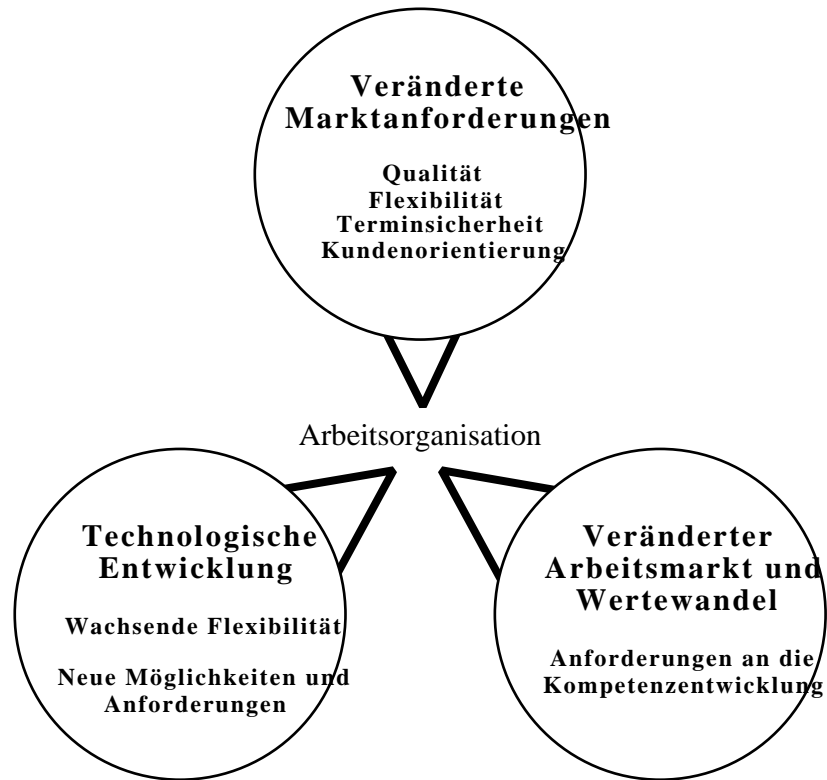 Veränderte
Marktanforderungen
Qualität
Flexibilität
Terminsicherheit
Kundenorientierung
Arbeitsorganisation
Technologische
Entwicklung
Wachsende Flexibilität
Neue Möglichkeiten und
Anforderungen
Veränderter
Arbeitsmarkt und
Wertewandel
Anforderungen an die
Kompetenzentwicklung